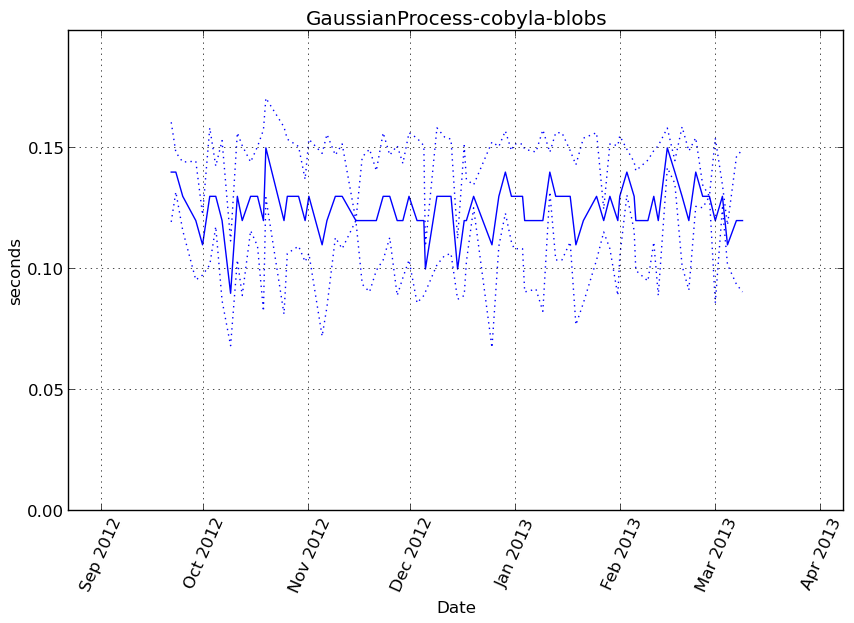 GaussianProcess-cobyla-blobs
0.15
0.10
0.05
0.00
seconds
Sep 2012
Oct 2012
Nov 2012
Dec 2012
Jan 2013
Feb 2013
Mar 2013
Apr 2013
Date